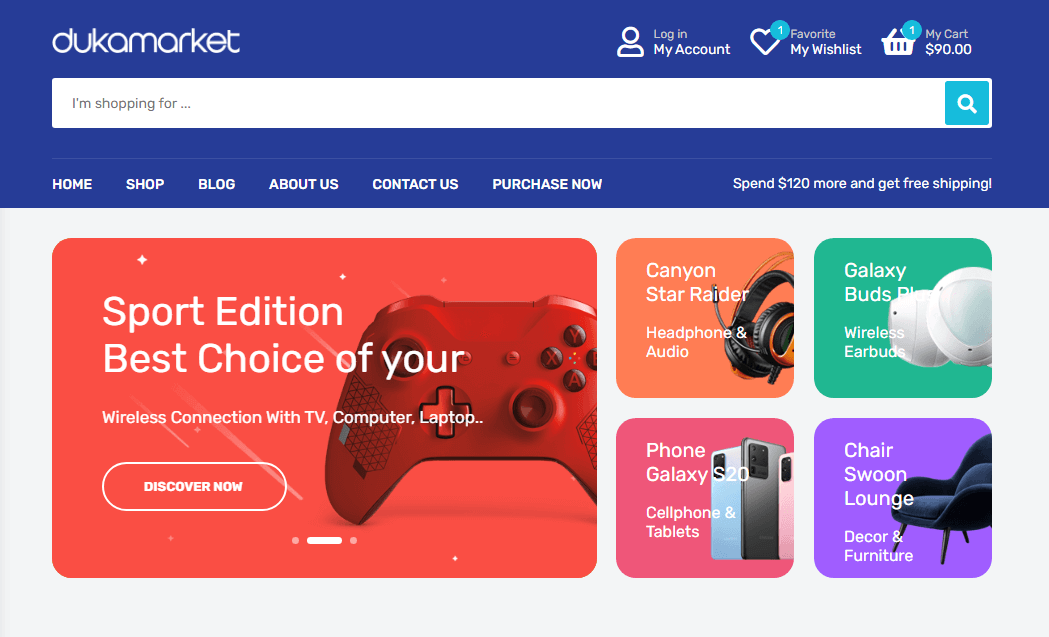 dukamarket
Log in
My Account
1
Favorite
My Wishlist
1
My Cart
$90.00
I'm shopping for ...
HOME
SHOP
BLOG
ABOUT US
CONTACT US
PURCHASE NOW
Spend $120 more and get free shipping!
Sport Edition
Best Choice of your
Wireless Connection With TV, Computer, Laptop..
DISCOVER NOW
Y
X
A
Canyon
Star Raider
Headphone &
Audio
Galaxy
Buds
Wireless
Earbuds
Phone
Galaxy S20
Cellphone &
Tablets
Chair
Swoon
Lounge
Decor &
Furniture